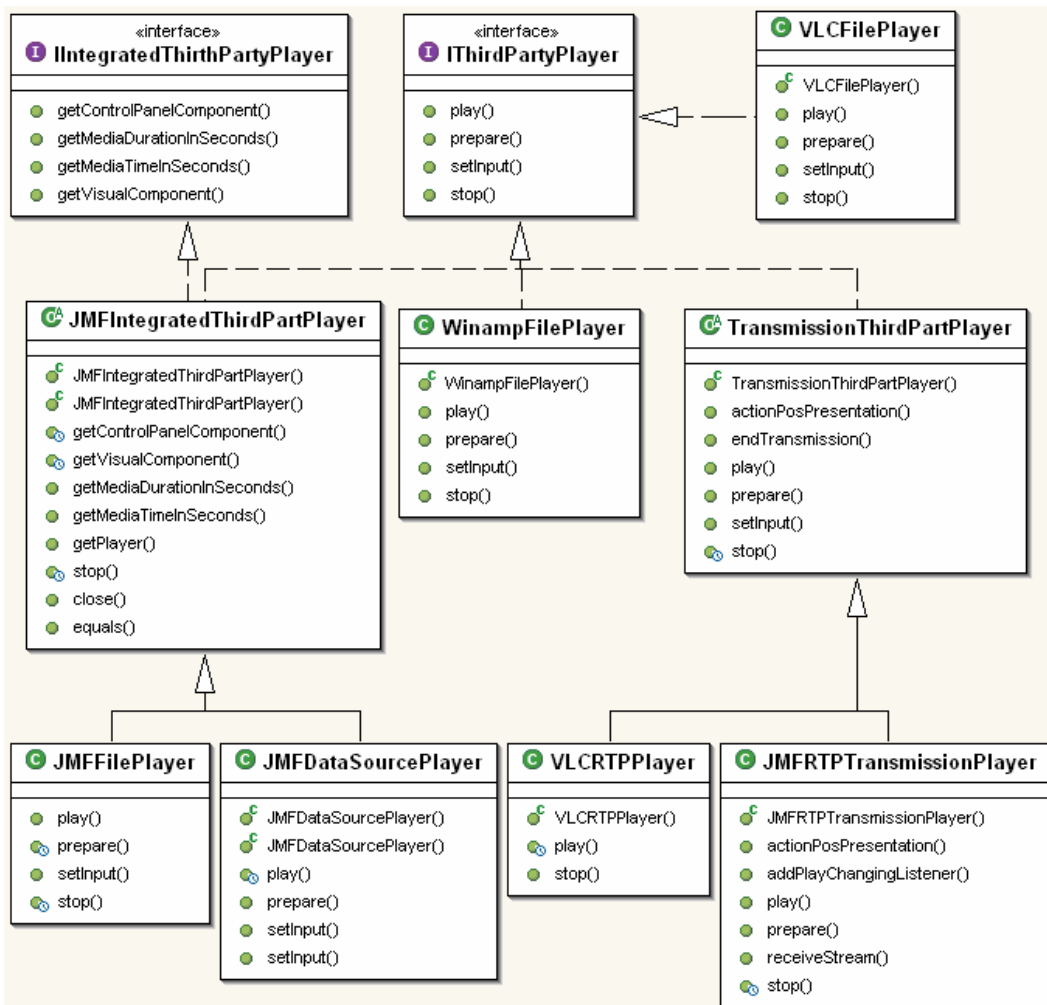 «interface»
I IIntegratedThirthPartyPlayer
getControlPanelComponent()
getMediaDurationInSeconds()
getMediaTimeInSeconds()
getVisualComponent()
«interface»
I IThirdPartyPlayer
play()
prepare()
setInput()
stop()
C VLCFilePlayer
C VLCFilePlayer()
play()
prepare()
setInput()
stop()
C A JMFIntegratedThirdPartPlayer
C JMFIntegratedThirdPartPlayer()
C JMFIntegratedThirdPartPlayer()
getControlPanelComponent()
getVisualComponent()
getMediaDurationInSeconds()
getMediaTimeInSeconds()
getPlayer()
stop()
close()
equals()
C WinampFilePlayer
C WinampFilePlayer()
play()
prepare()
setInput()
stop()
C A TransmissionThirdPartPlayer
C TransmissionThirdPartPlayer()
actionPosPresentation()
endTransmission()
play()
prepare()
setInput()
stop()
C JMFFilePlayer
play()
prepare()
setInput()
stop()
C JMFDataSourcePlayer
C JMFDataSourcePlayer()
C JMFDataSourcePlayer()
play()
prepare()
setInput()
setInput()
C VLCRTPPlayer
C VLCRTPPlayer()
play()
stop()
C JMFRTPTransmissionPlayer
C JMFRTPTransmissionPlayer()
actionPosPresentation()
addPlayChangingListener()
play()
prepare()
receiveStream()
stop()